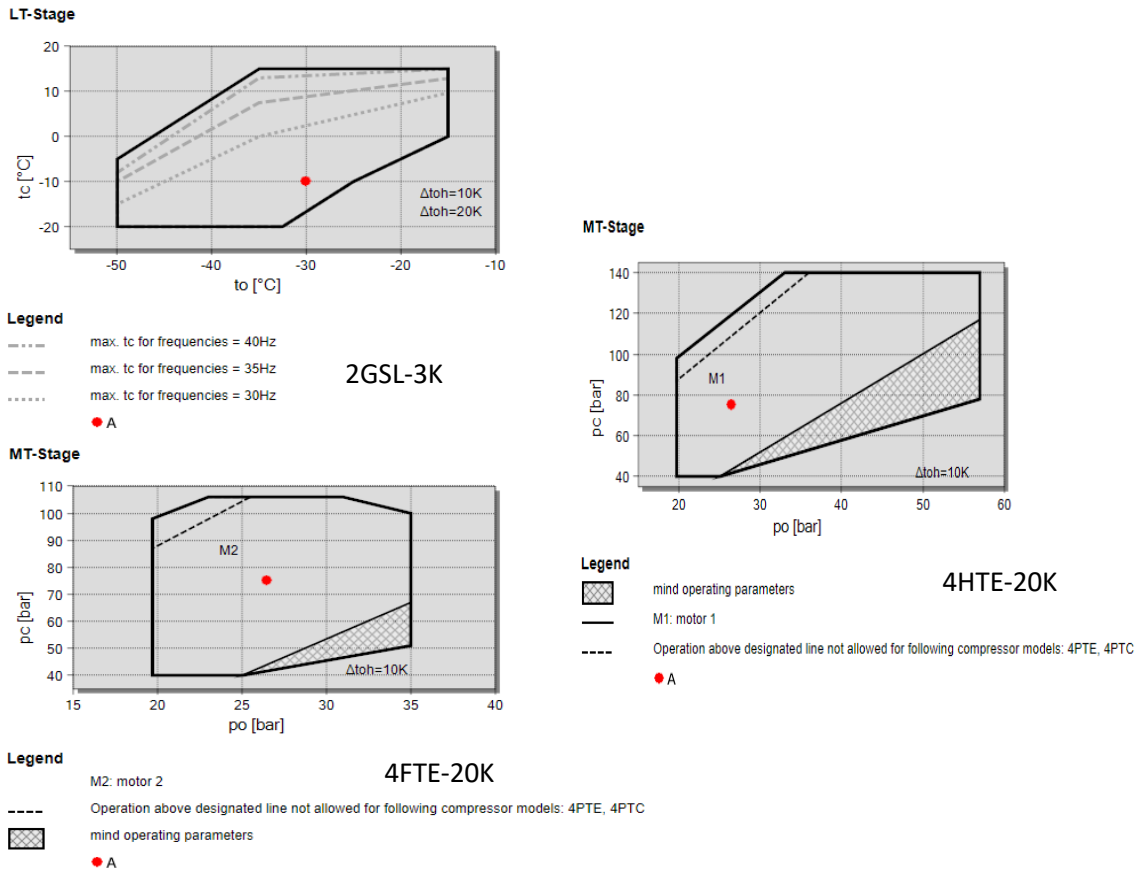 LT-Stage
20
10
0
-10
-20
tc [°C]
Δtoh=10K
Δtoh=20K
-50 -40 -30 -20 -10
to [°C]
Legend
max. tc for frequencies = 40Hz
max. tc for frequencies = 35Hz
max. tc for frequencies = 30Hz
A
2GSL-3K
MT-Stage
110
100
90
80
70
60
50
40
pc [bar]
M2
Δtoh=10K
15 20 25 30 35 40
po [bar]
Legend
M2: motor 2
Operation above designated line not allowed for following compressor models: 4PTE, 4PTC
mind operating parameters
A
4FTE-20K
MT-Stage
140
120
100
80
60
40
pc [bar]
M1
Δtoh=10K
20 30 40 50 60
po [bar]
Legend
mind operating parameters
M1: motor 1
Operation above designated line not allowed for following compressor models: 4PTE, 4PTC
A
4HTE-20K